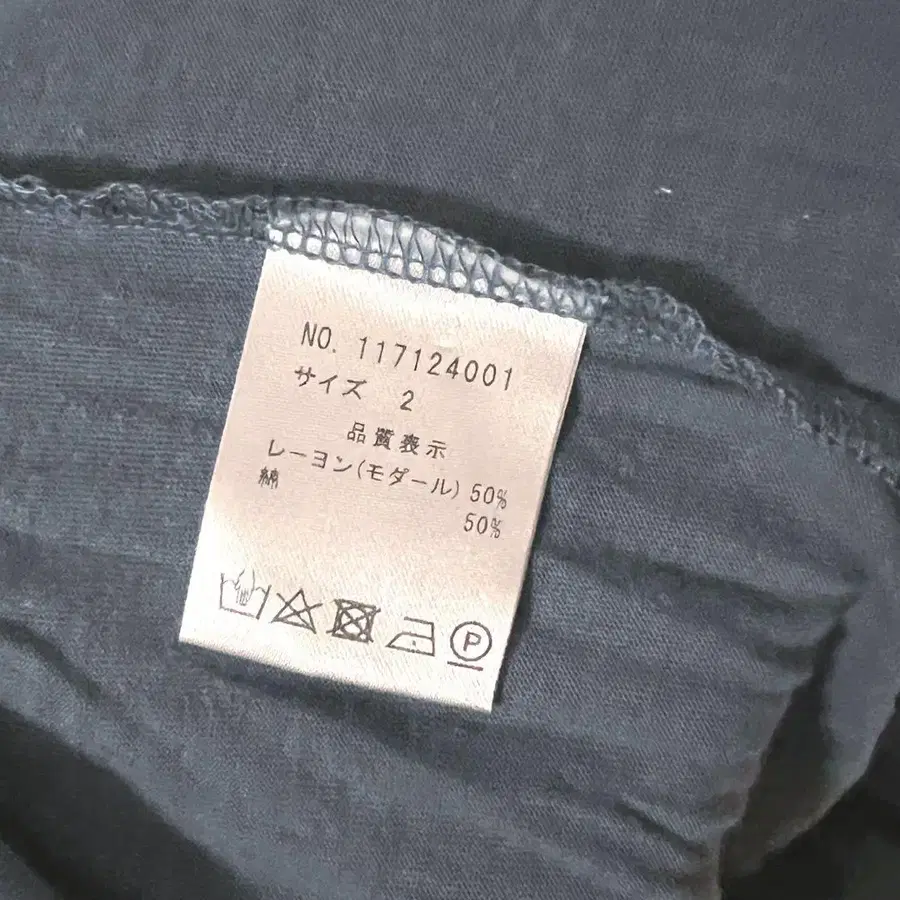 NO. 117124001
サイズ 2
品質表示
レーヨン(モダール) 50%
綿 50%
P